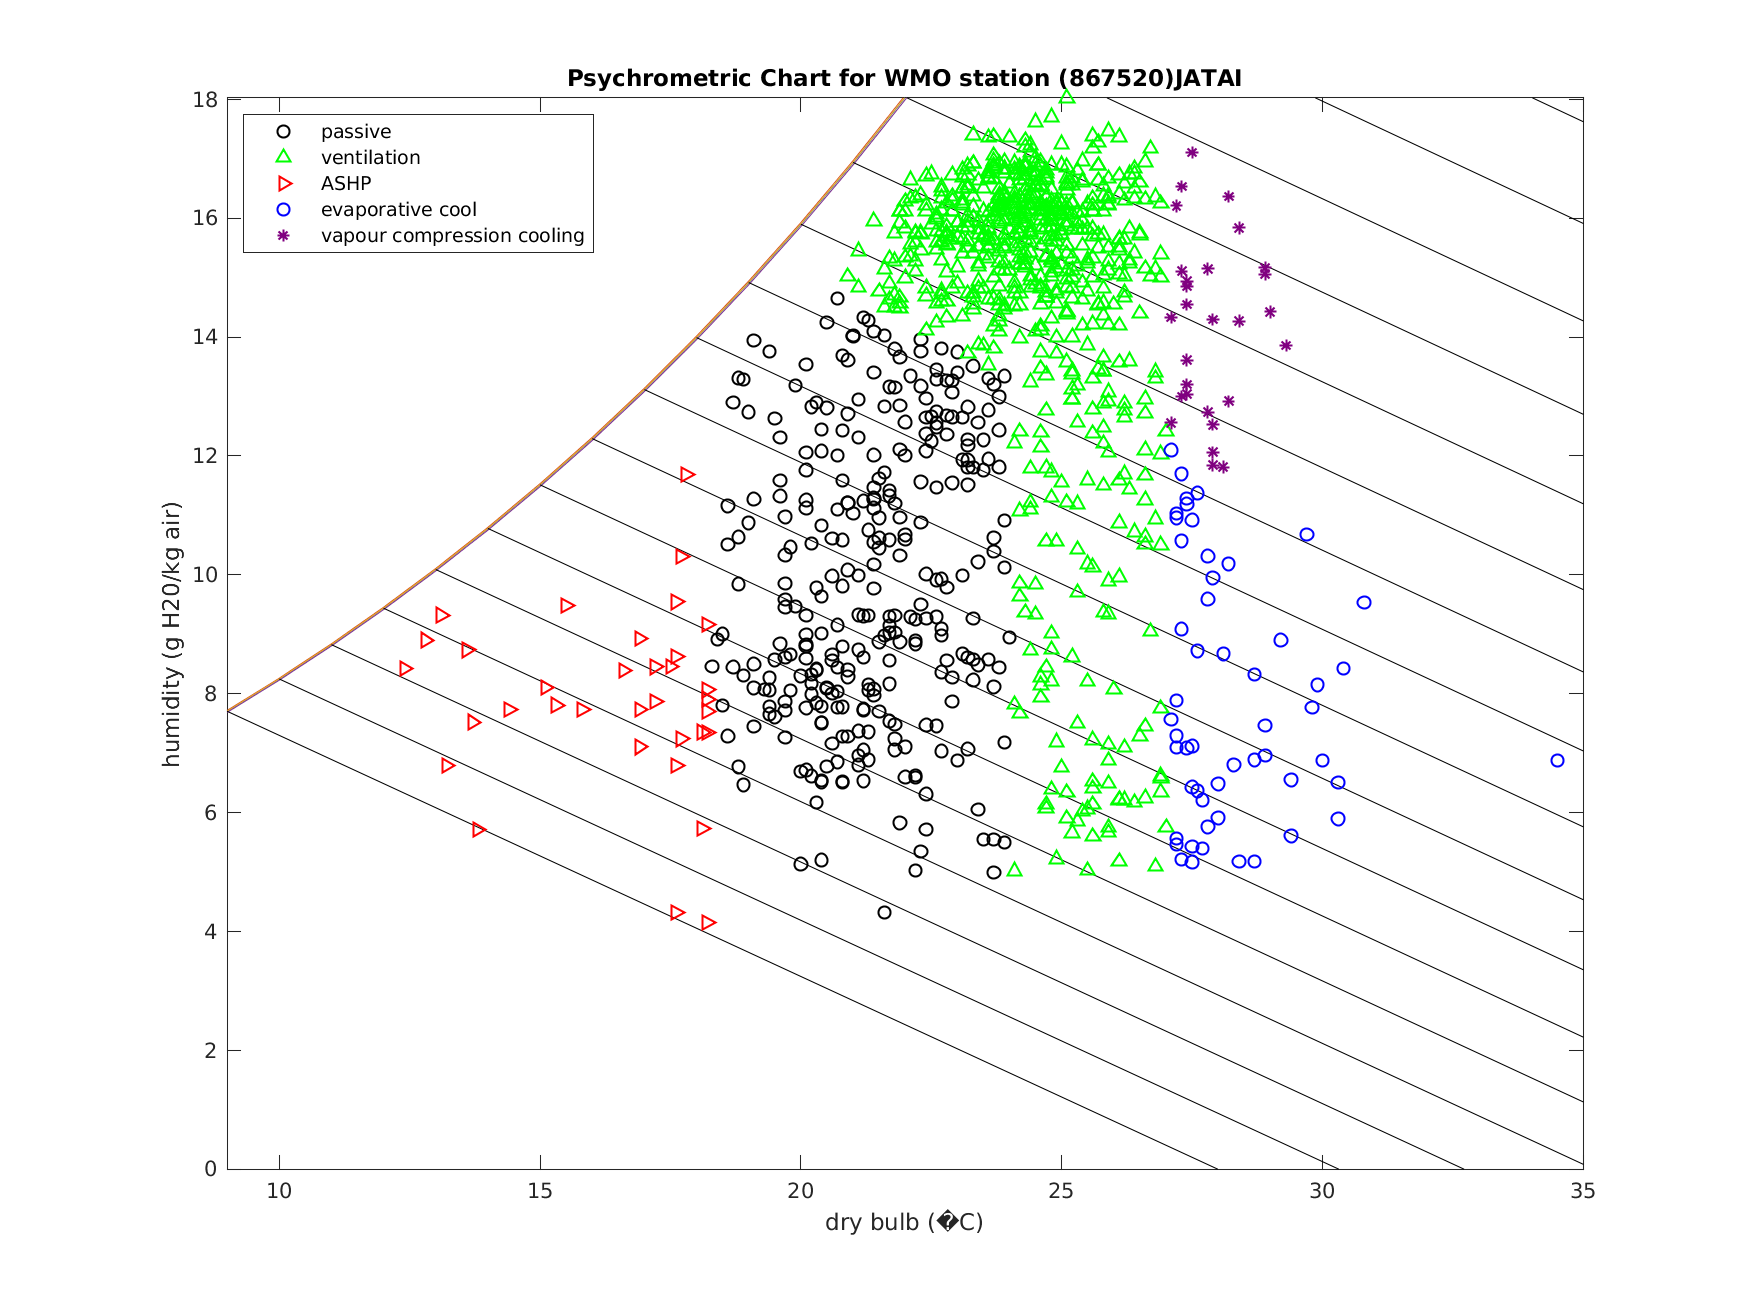 Psychrometric Chart for WMO station (867520)JATAI
18
16
14
12
10
8
6
4
2
0
humidity (g H20/kg air)
passive
ventilation
ASHP
evaporative cool
vapour compression cooling
10 15 20 25 30 35
dry bulb (�C)